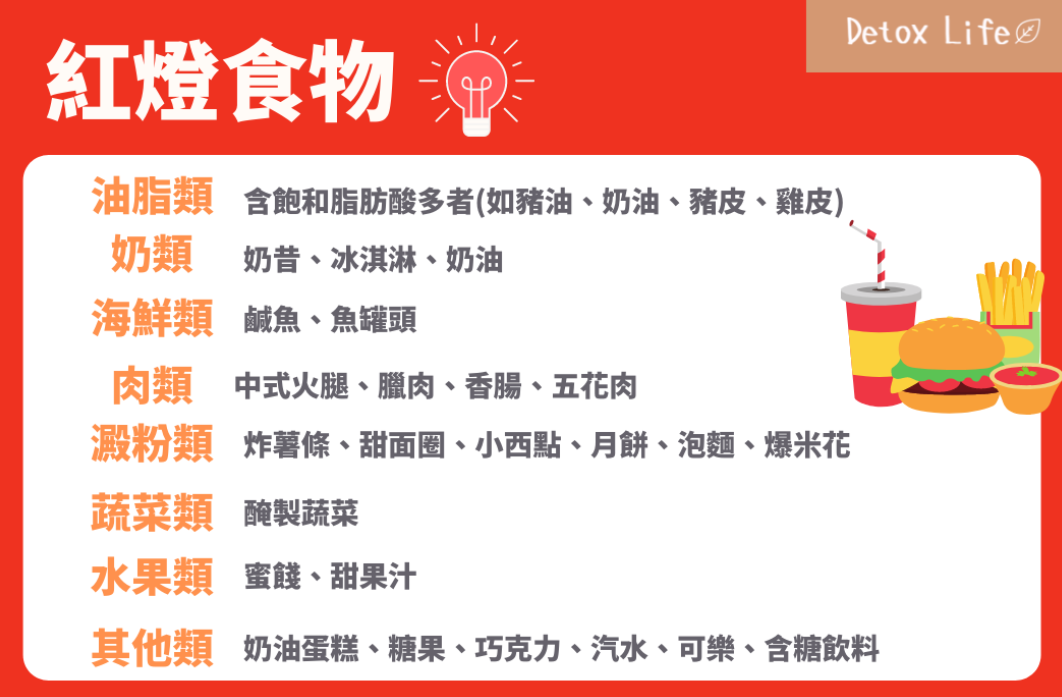 Detox Life
紅燈食物
油脂類 含飽和脂肪酸多者(如豬油、奶油、豬皮、雞皮)
奶類 奶昔、冰淇淋、奶油
海鮮類 鹹魚、魚罐頭
肉類 中式火腿、臘肉、香腸、五花肉
澱粉類 炸薯條、甜面圈、小西點、月餅、泡麵、爆米花
蔬菜類 醃製蔬菜
水果類 蜜餞、甜果汁
其他類 奶油蛋糕、糖果、巧克力、汽水、可樂、含糖飲料